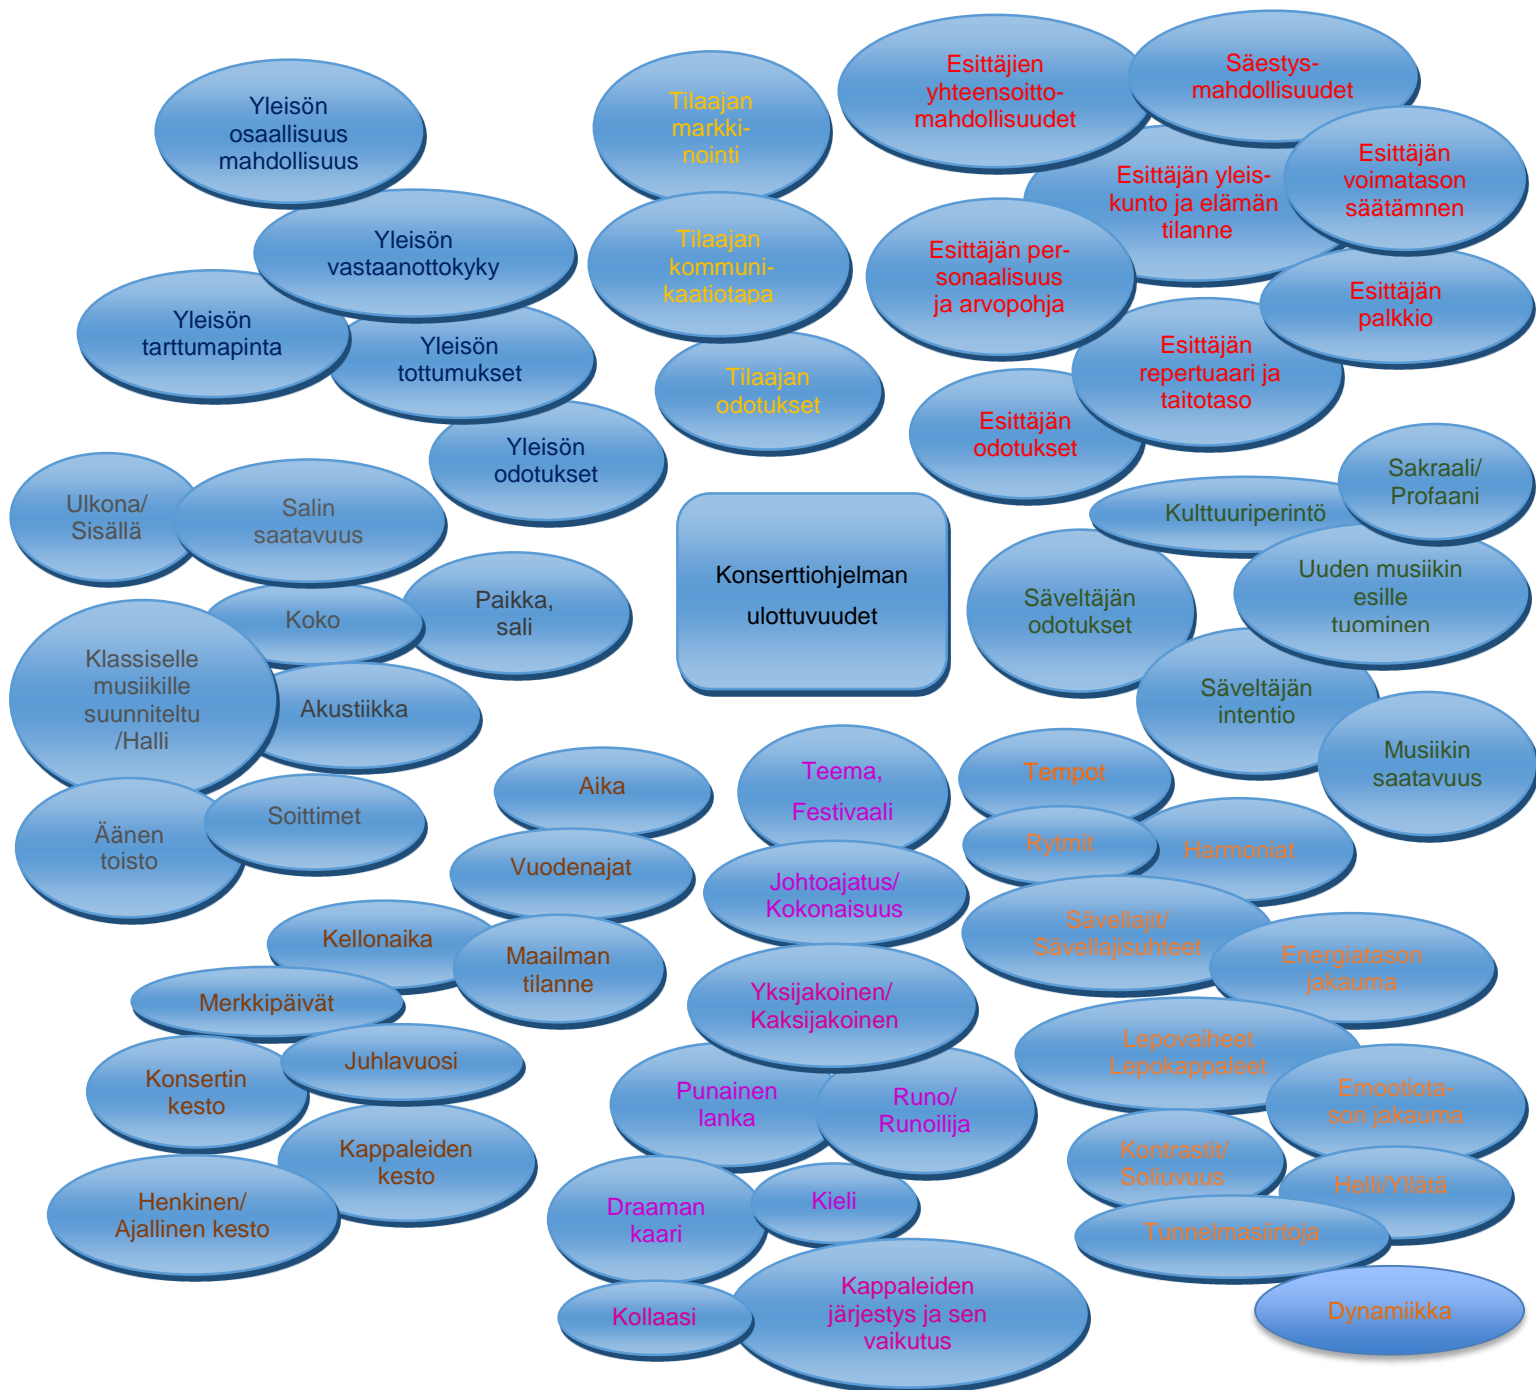 Yleisön
osaallisuus
mahdollisuus
Yleisön
vastaanottokyky
Yleisön
tarttumapinta
Yleisön
tottumukset
Yleisön
odotukset
Tilaajan
markki-
nointi
Tilaajan
kommuni-
kaatiotapa
Tilaajan
odotukset
Esittäjien
yhteensoitto-
mahdollisuudet
Säestys-
mahdollisuudet
Esittäjän yleis-
kunto ja elämän
tilanne
Esittäjän
voimatason
säätämnen
Esittäjän per-
sonaalisuus
ja arvopohja
Esittäjän
palkkio
Esittäjän
repertuaari ja
taitotaso
Esittäjän
odotukset
Ulkona/
Sisällä
Salin
saatavuus
Koko
Paikka,
sali
Klassiselle
musiikille
suunniteltu
/Halli
Akustiikka
Äänen
toisto
Soittimet
Konserttiohjelman
ulottuvuudet
Sakraali/
Profaani
Kulttuuriperintö
Uuden musiikin
esille
tuominen
Säveltäjän
odotukset
Säveltäjän
intentio
Musiikin
saatavuus
Aika
Vuodenajat
Kellonaika
Maailman
tilanne
Merkkipäivät
Juhlavuosi
Konsertin
kesto
Kappaleiden
kesto
Henkinen/
Ajallinen kesto
Teema,
Festivaali
Johtoajatus/
Kokonaisuus
Yksijakoinen/
Kaksijakoinen
Punainen
lanka
Runo/
Runoilija
Draaman
kaari
Kieli
Kollaasi
Kappaleiden
järjestys ja sen
vaikutus
Tempot
Rytmit
Harmoniat
Sävellajit/
Sävellajisuhteet
Energiatason
jakauma
Lepovaiheet
Lepokappaleet
Emootiota-
son jakauma
Kontrastit/
Soljuvuus
Helli/Yllätä
Tunnelmasiirtoja
Dynamiikka